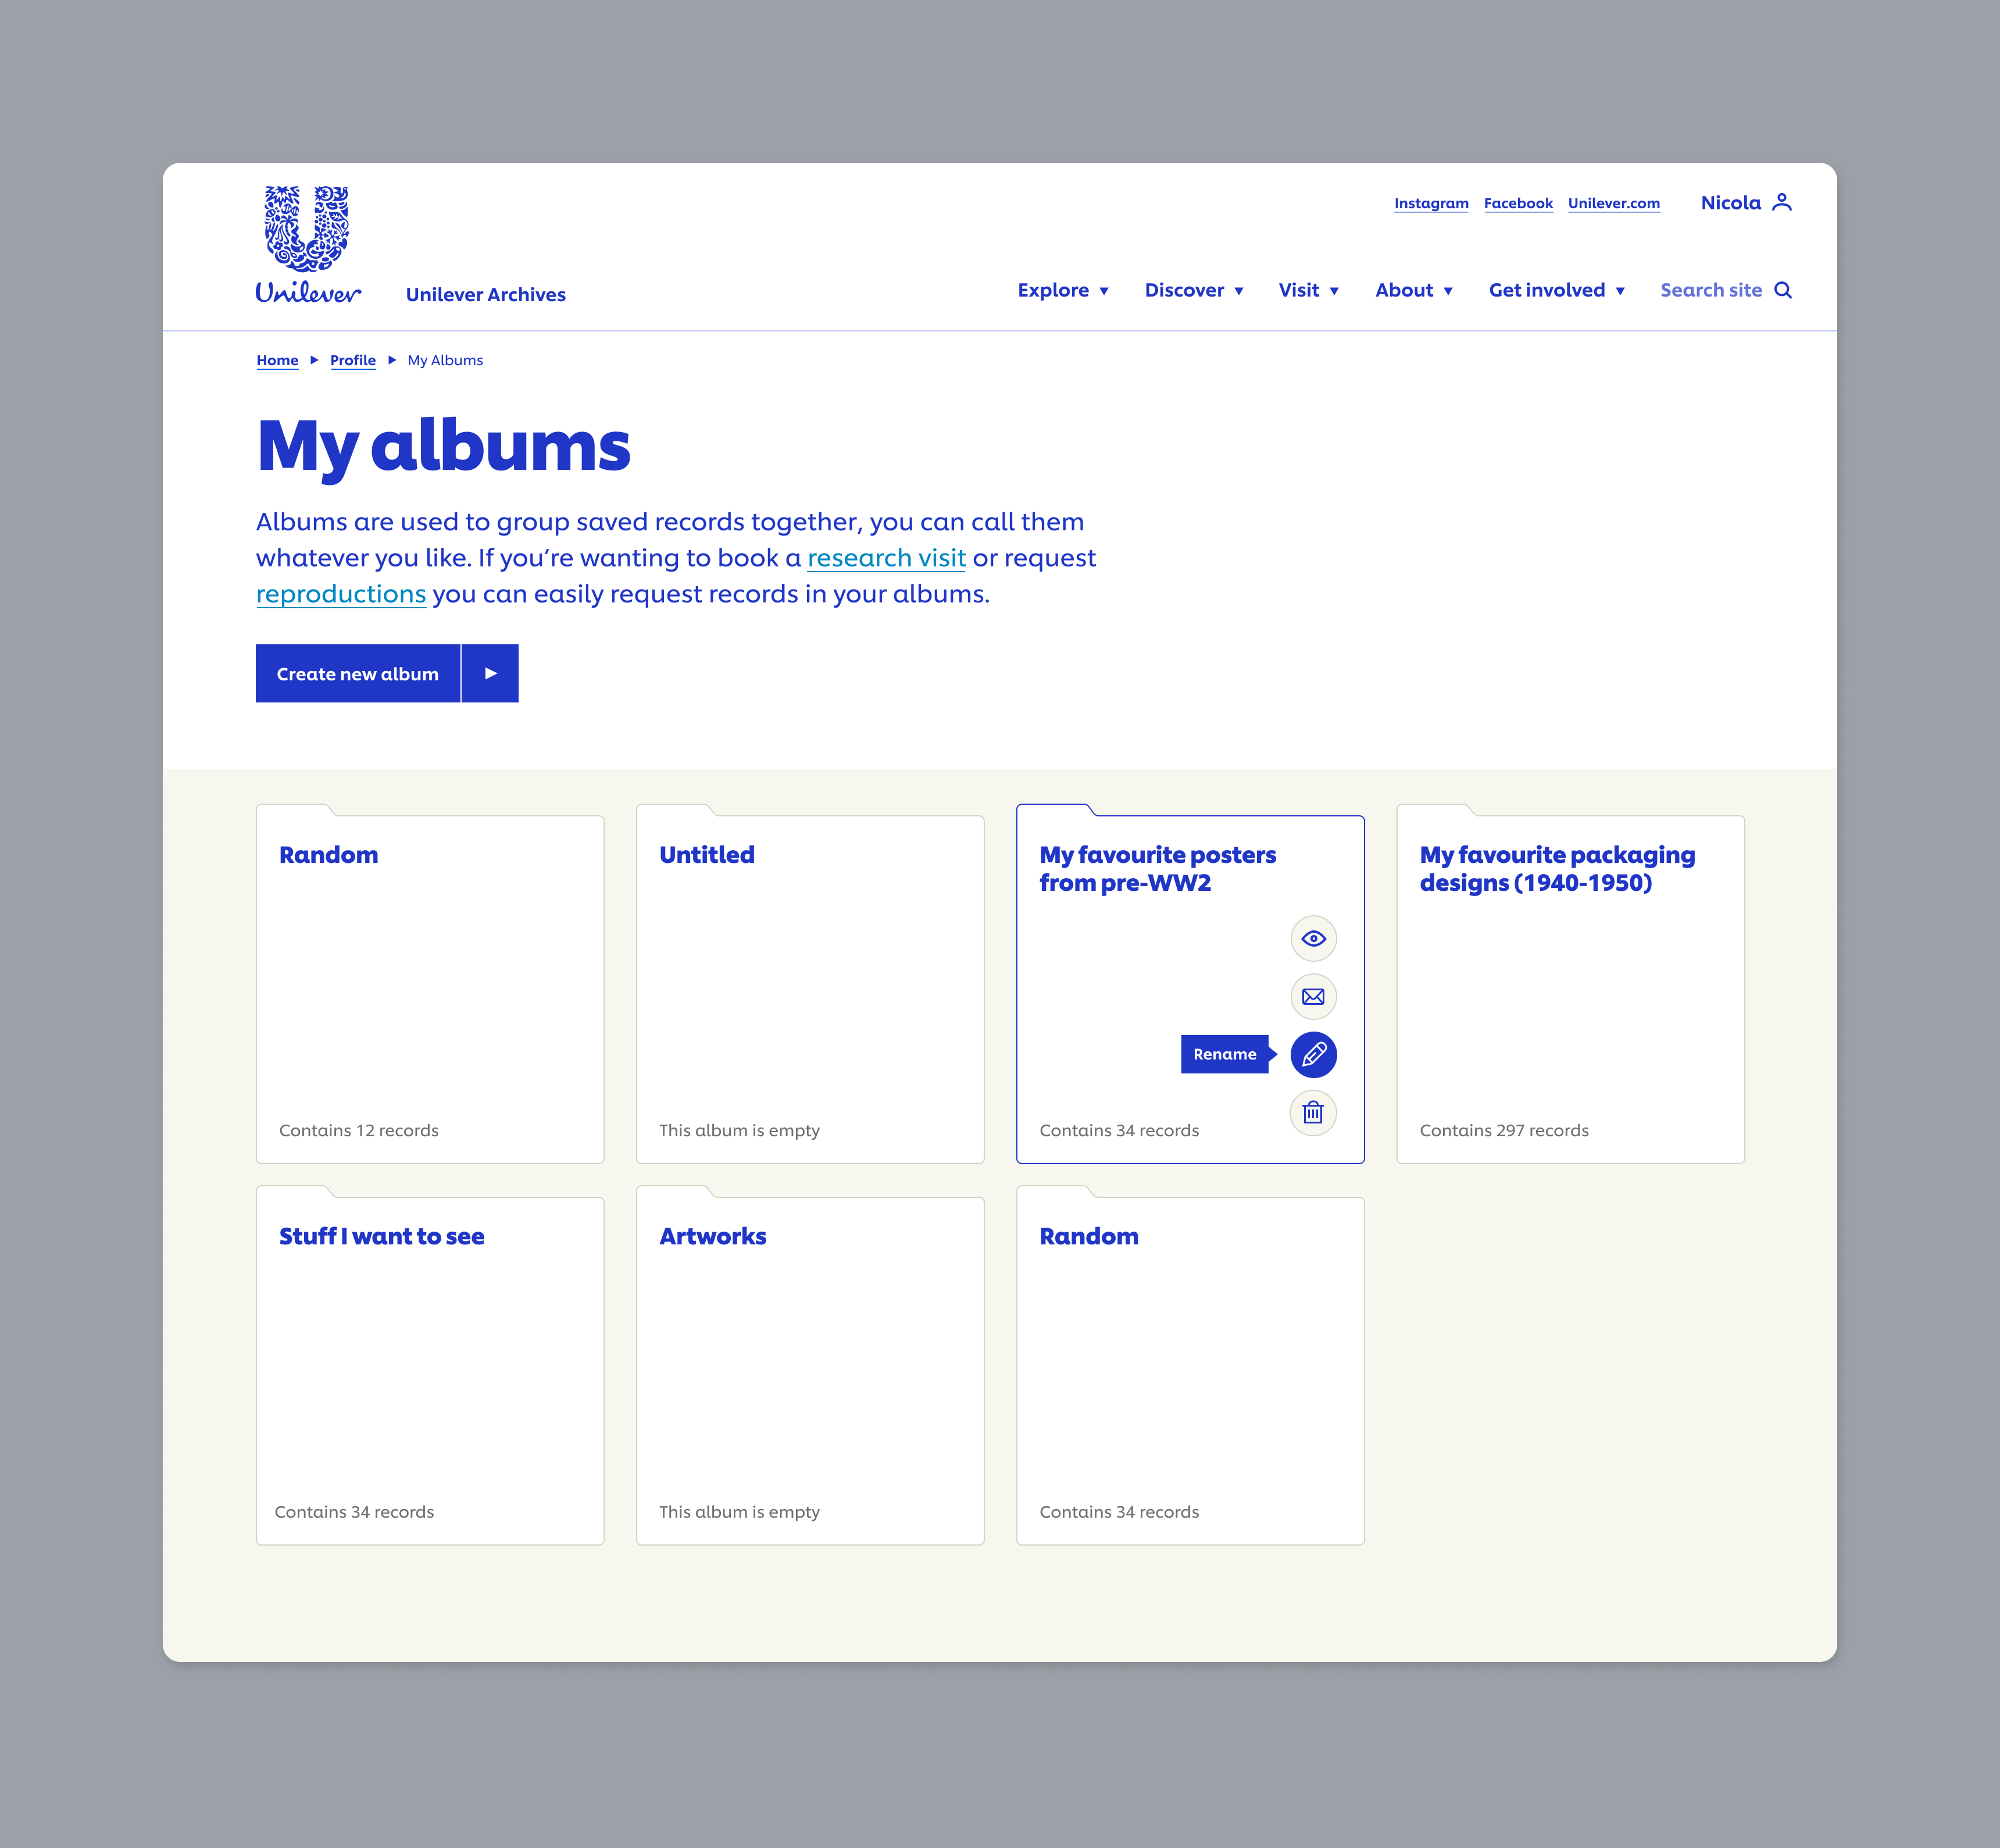 Instagram Facebook Unilever.com Nicola
Unilever
Unilever Archives
Explore Discover Visit About Get involved Search site
Home Profile My Albums
My albums
Albums are used to group saved records together, you can call them
whatever you like. If you’re wanting to book a research visit or request
reproductions you can easily request records in your albums.
Create new album
Random
Contains 12 records
Untitled
This album is empty
My favourite posters
from pre-WW2
Rename
Contains 34 records
My favourite packaging
designs (1940-1950)
Contains 297 records
Stuff I want to see
Contains 34 records
Artworks
This album is empty
Random
Contains 34 records